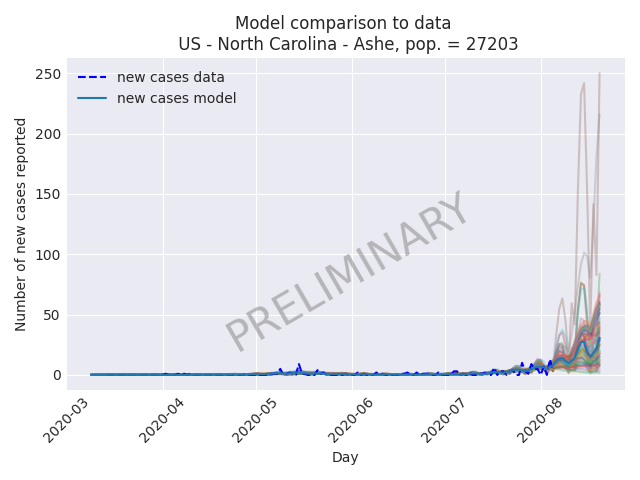 Model comparison to data
US - North Carolina - Ashe, pop. = 27203
250
200
150
100
50
0
Number of new cases reported
new cases data
new cases model
PRELIMINARY
2020-03
2020-04
2020-05
2020-06
2020-07
2020-08
Day